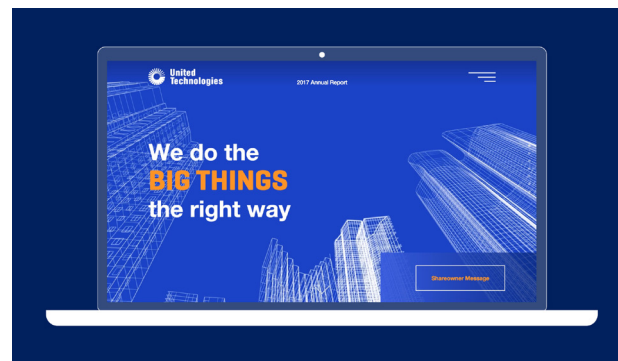 United
Technologies
2017 Annual Report
We do the
BIG THINGS
the right way
Shareowner Message